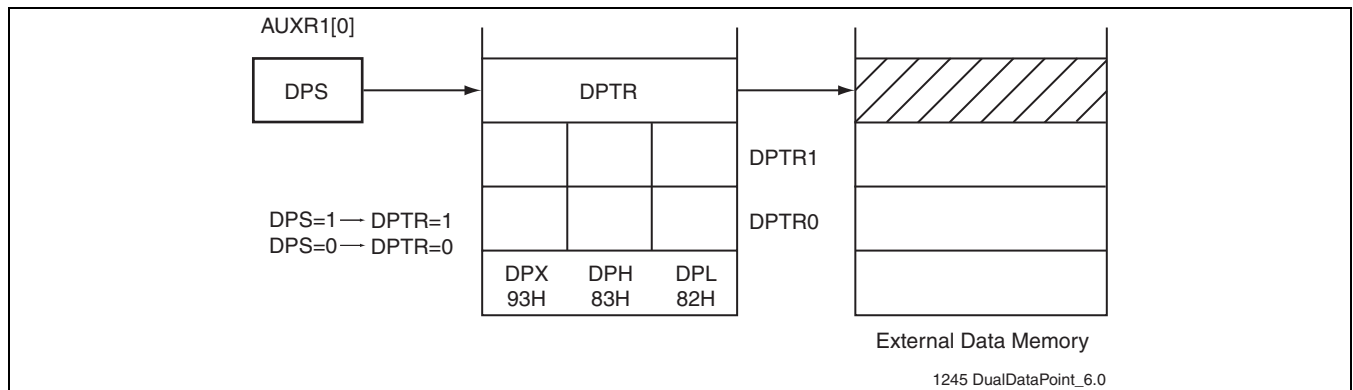 AUXR1[0]
DPS
DPTR
DPTR1
DPTR0
DPS=1→ DPTR=1
DPS=0→ DPTR=0
DPX DPH DPL
93H 83H 82H
External Data Memory
1245 DualDataPoint_6.0